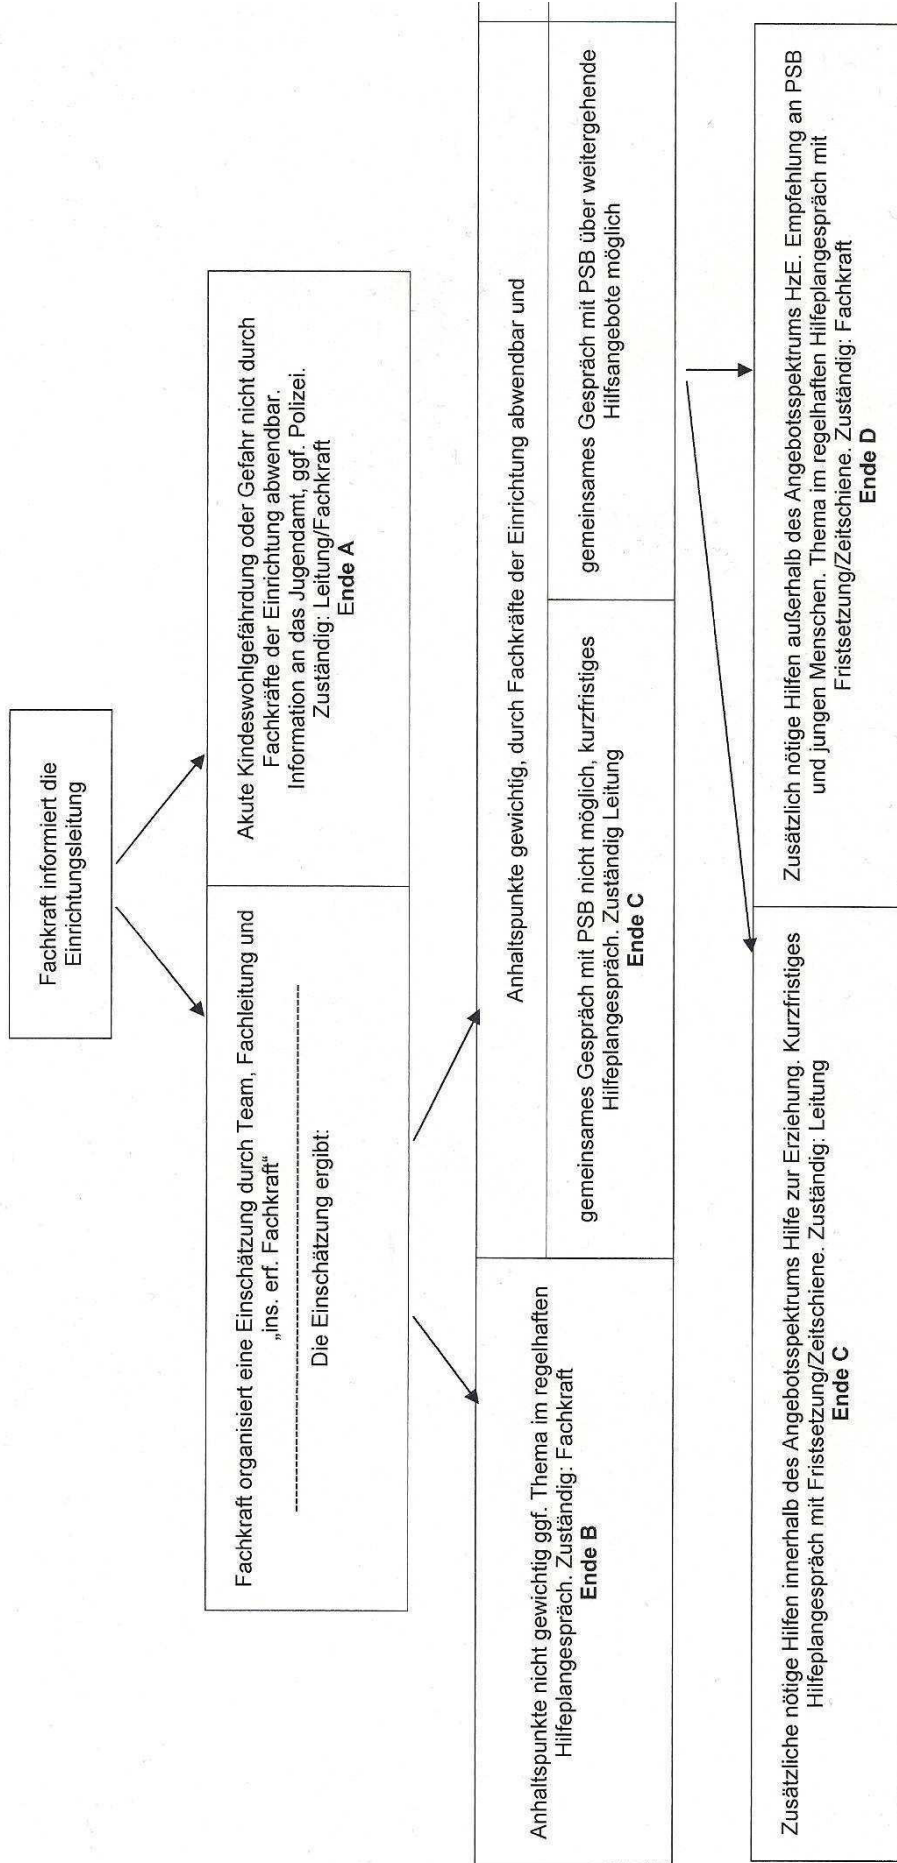 Fachkraft informiert die
Einrichtungsleitung
Fachkraft organisiert eine Einschätzung durch Team, Fachleitung und
„ins. erf. Fachkraft“
Die Einschätzung ergibt:
Akute Kindeswohlgefährdung oder Gefahr nicht durch
Fachkräfte der Einrichtung abwendbar.
Information an das Jugendamt, ggf. Polizei.
Zuständig: Leitung/Fachkraft
Ende A
Anhaltspunkte nicht gewichtig ggf. Thema im regelhaften
Hilfeplangespräch. Zuständig: Fachkraft
Ende B
Anhaltspunkte gewichtig, durch Fachkräfte der Einrichtung abwendbar und
gemeinsames Gespräch mit PSB nicht möglich, kurzfristiges
Hilfeplangespräch. Zuständig Leitung
Ende C
gemeinsames Gespräch mit PSB über weitergehende
Hilfsangebote möglich
Zusätzliche nötige Hilfen innerhalb des Angebotsspektrums Hilfe zur Erziehung. Kurzfristiges
Hilfeplangespräch mit Fristsetzung/Zeitschiene. Zuständig: Leitung
Ende C
Zusätzlich nötige Hilfen außerhalb des Angebotsspektrums HzE. Empfehlung an PSB
und jungen Menschen. Thema im regelhaften Hilfeplangespräch mit
Fristsetzung/Zeitschiene. Zuständig: Fachkraft
Ende D